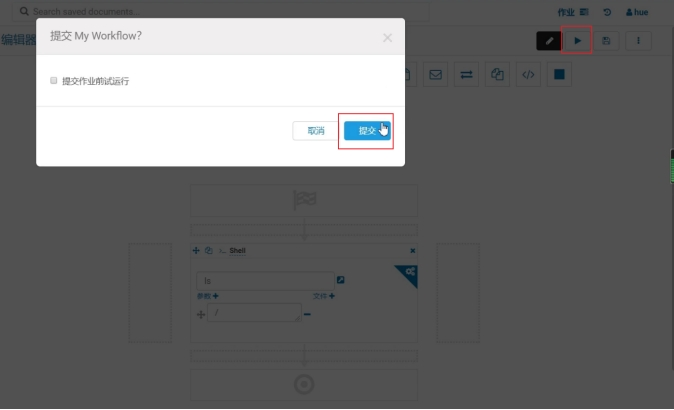 Search saved documents...
作业
hue
编辑器
提交 My Workflow?
提交作业前试运行
取消
提交
Shell
ls
参数
文件
/